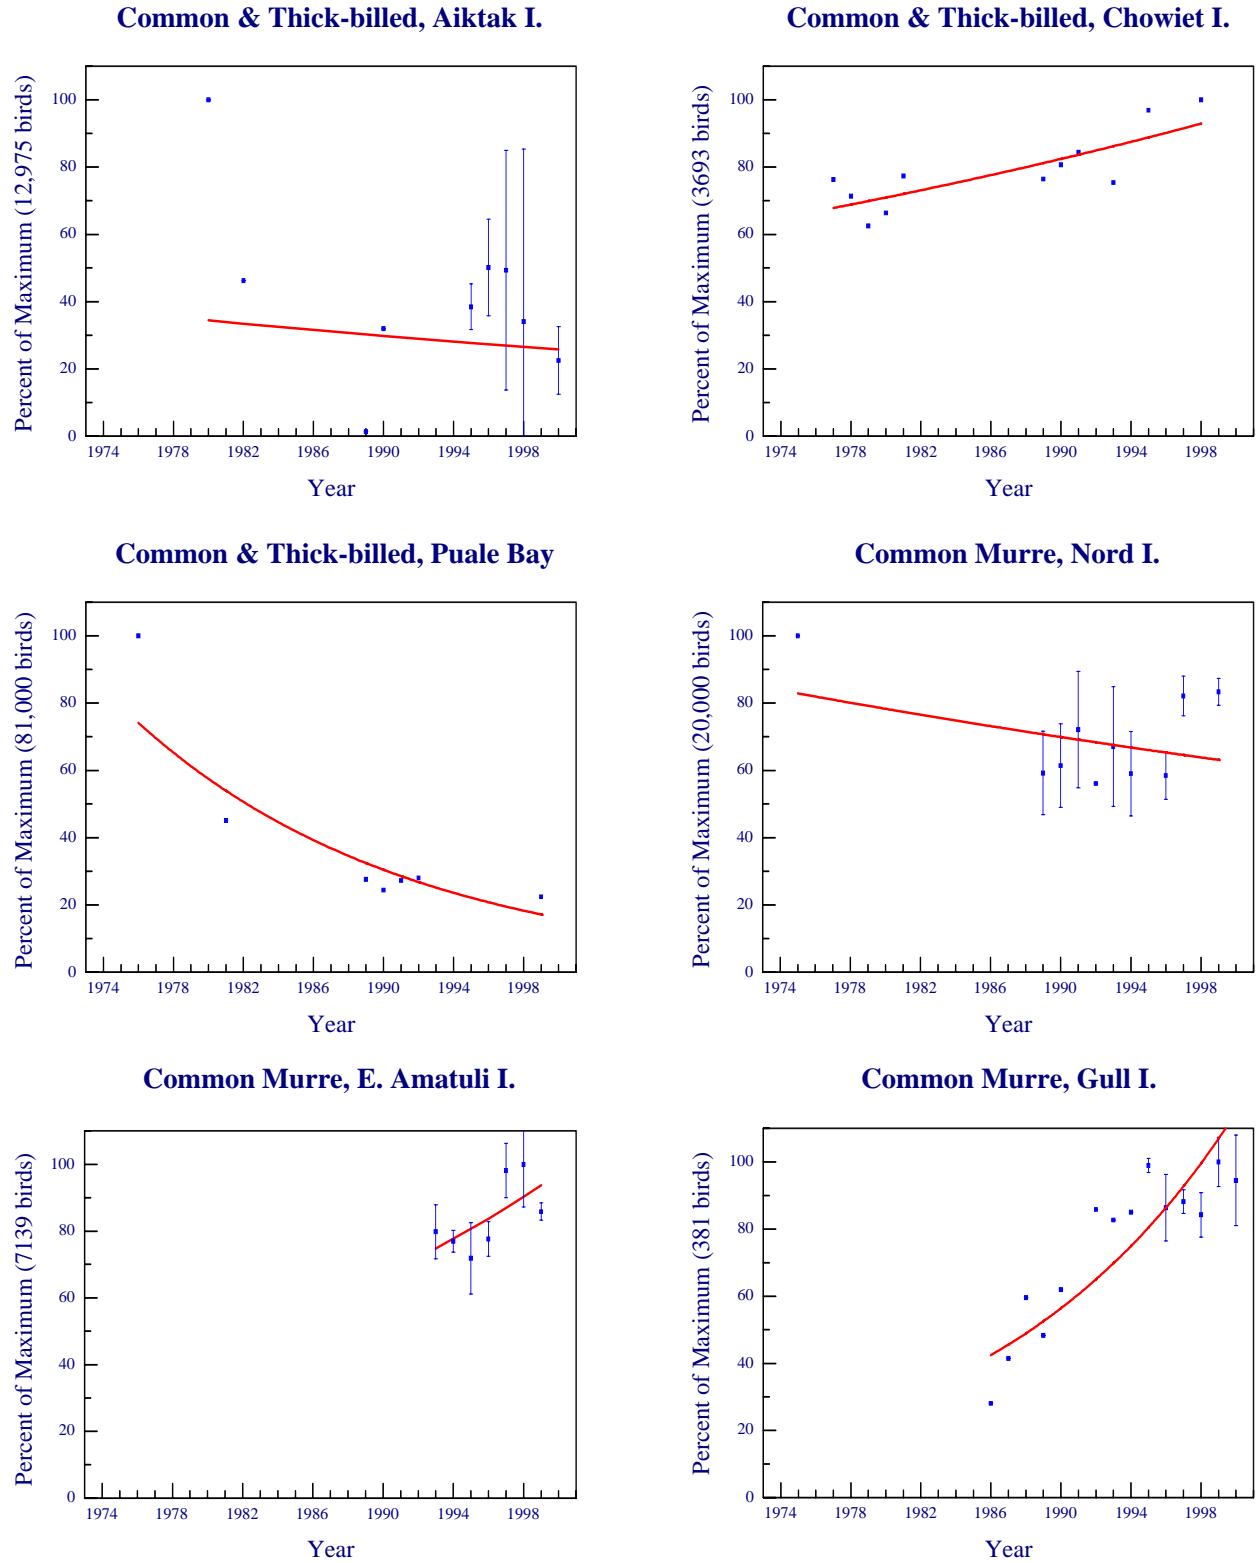 Common & Thick-billed, Aiktak I.
Percent of Maximum (12,975 birds)
100
80
60
40
20
0
1974 1978 1982 1986 1990 1994 1998
Year
Common & Thick-billed, Chowiet I.
Percent of Maximum (3693 birds)
100
80
60
40
20
0
1974 1978 1982 1986 1990 1994 1998
Year
Common & Thick-billed, Puale Bay
Percent of Maximum (81,000 birds)
100
80
60
40
20
0
1974 1978 1982 1986 1990 1994 1998
Year
Common Murre, Nord I.
Percent of Maximum (20,000 birds)
100
80
60
40
20
0
1974 1978 1982 1986 1990 1994 1998
Year
Common Murre, E. Amatuli I.
Percent of Maximum (7139 birds)
100
80
60
40
20
0
1974 1978 1982 1986 1990 1994 1998
Year
Common Murre, Gull I.
Percent of Maximum (381 birds)
100
80
60
40
20
0
1974 1978 1982 1986 1990 1994 1998
Year